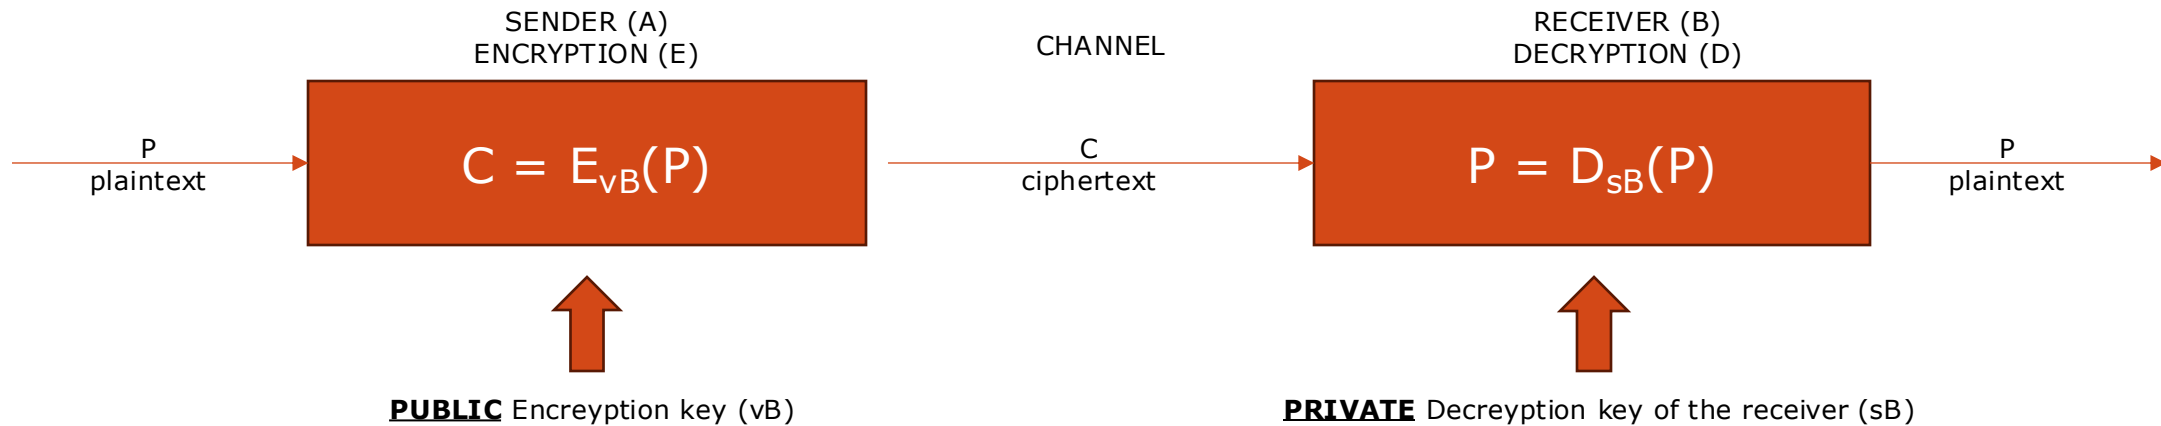 SENDER (A)
ENCRYPTION (E)
CHANNEL
RECEIVER (B)
DECRYPTION (D)
P
plaintext
C = EvB(P)
C
ciphertext
P = DsB(P)
P
plaintext
PUBLIC Encreyption key (vB)
PRIVATE Decreyption key of the receiver (sB)